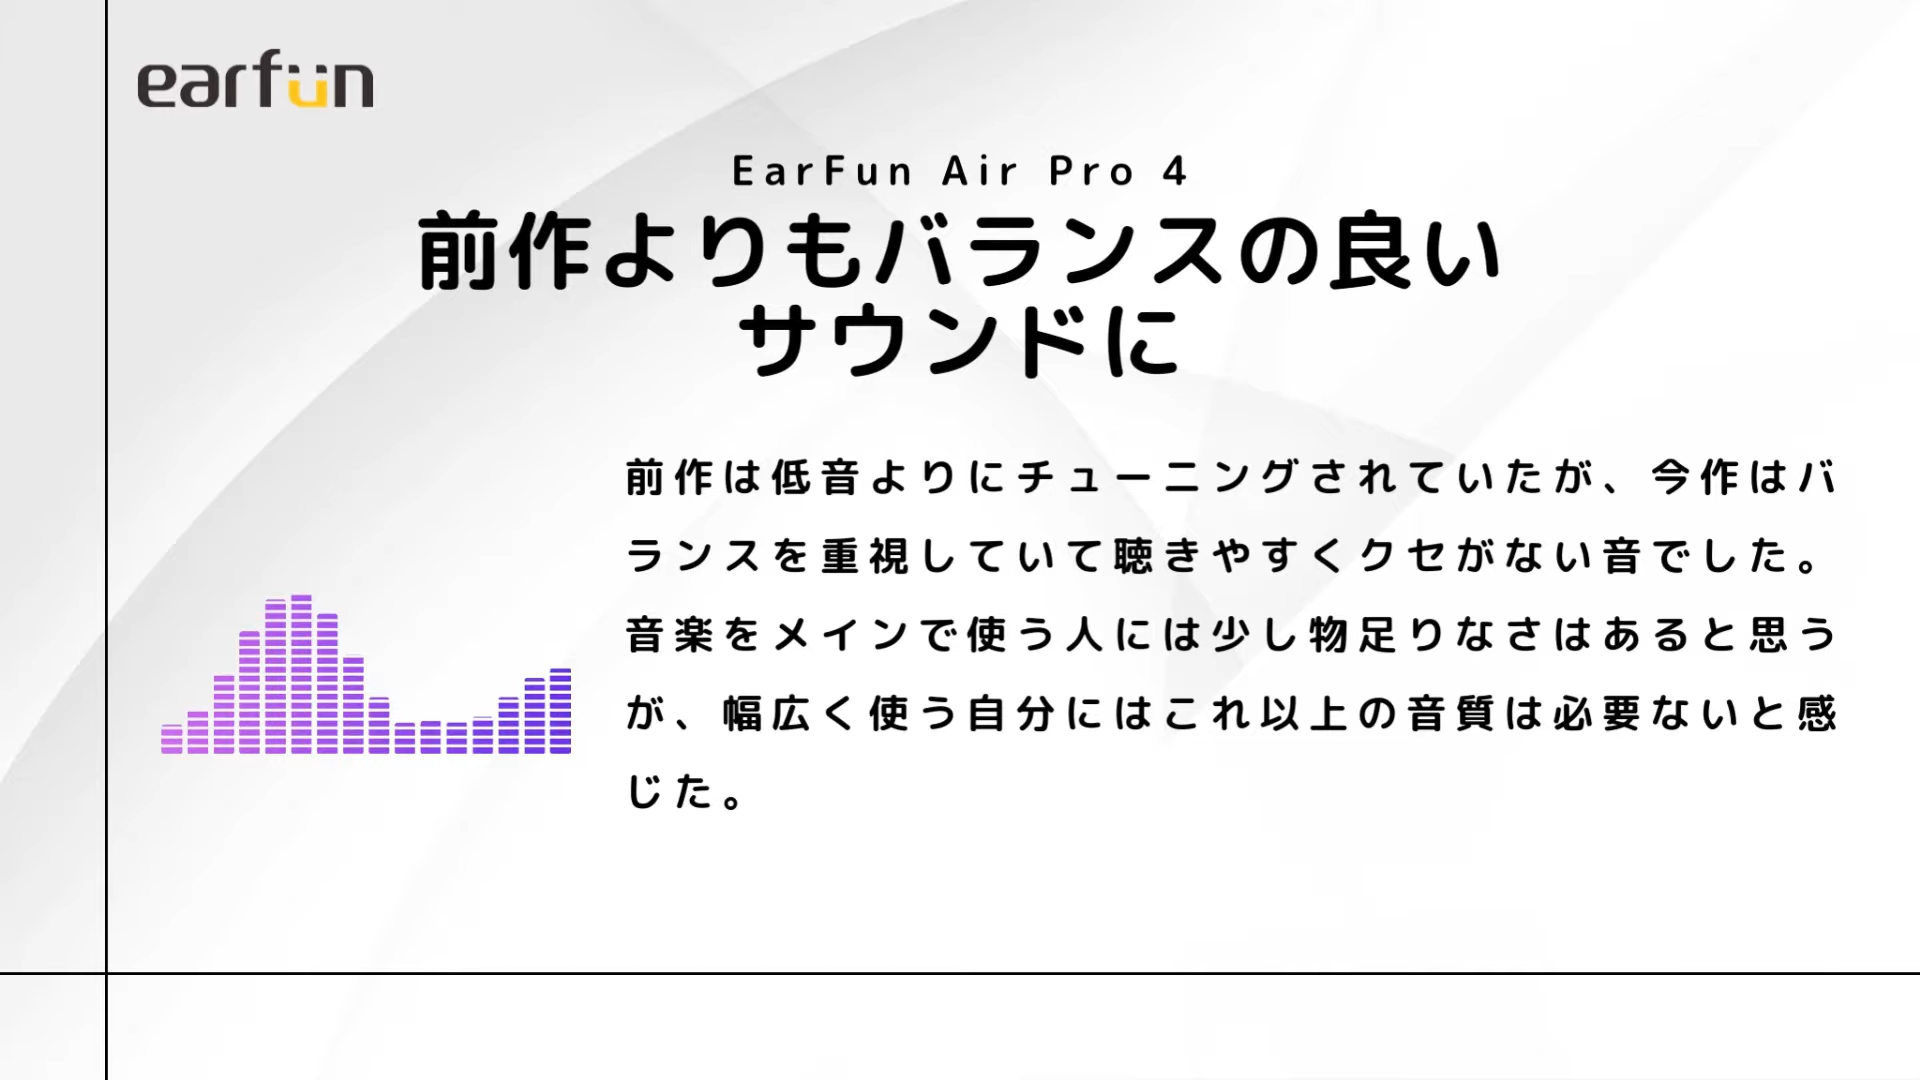 earfun
EarFun Air Pro 4
前作よりもバランスの良い
サウンドに
前作は低音よりにチューニングされていたが、今作はバ
ランスを重視していて聴きやすくクセがない音でした。
音楽をメインで使う人には少し物足りなさはあると思う
が、幅広く使う自分にはこれ以上の音質は必要ないと感
じた。